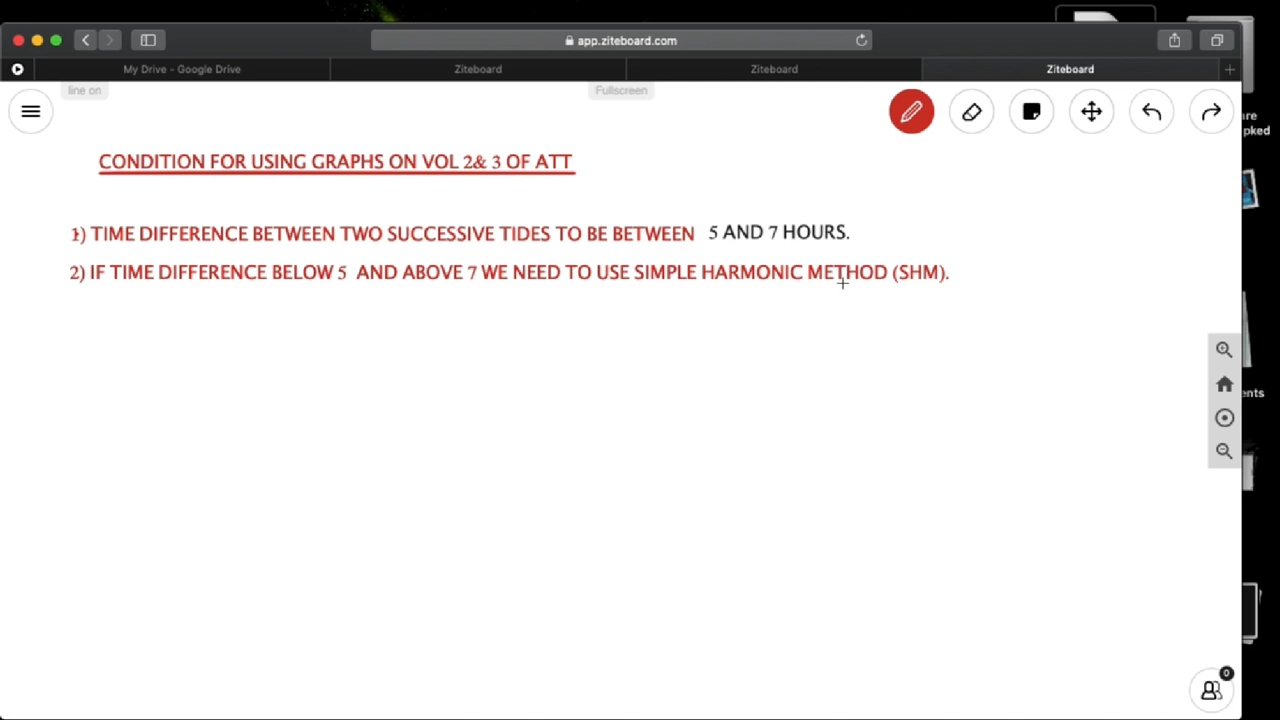 app.ziteboard.com
My Drive - Google Drive
Ziteboard
Ziteboard
Ziteboard
line on
Fullscreen
CONDITION FOR USING GRAPHS ON VOL 2& 3 OF ATT
1) TIME DIFFERENCE BETWEEN TWO SUCCESSIVE TIDES TO BE BETWEEN 5 AND 7 HOURS.
2) IF TIME DIFFERENCE BELOW 5 AND ABOVE 7 WE NEED TO USE SIMPLE HARMONIC METHOD (SHM).
0